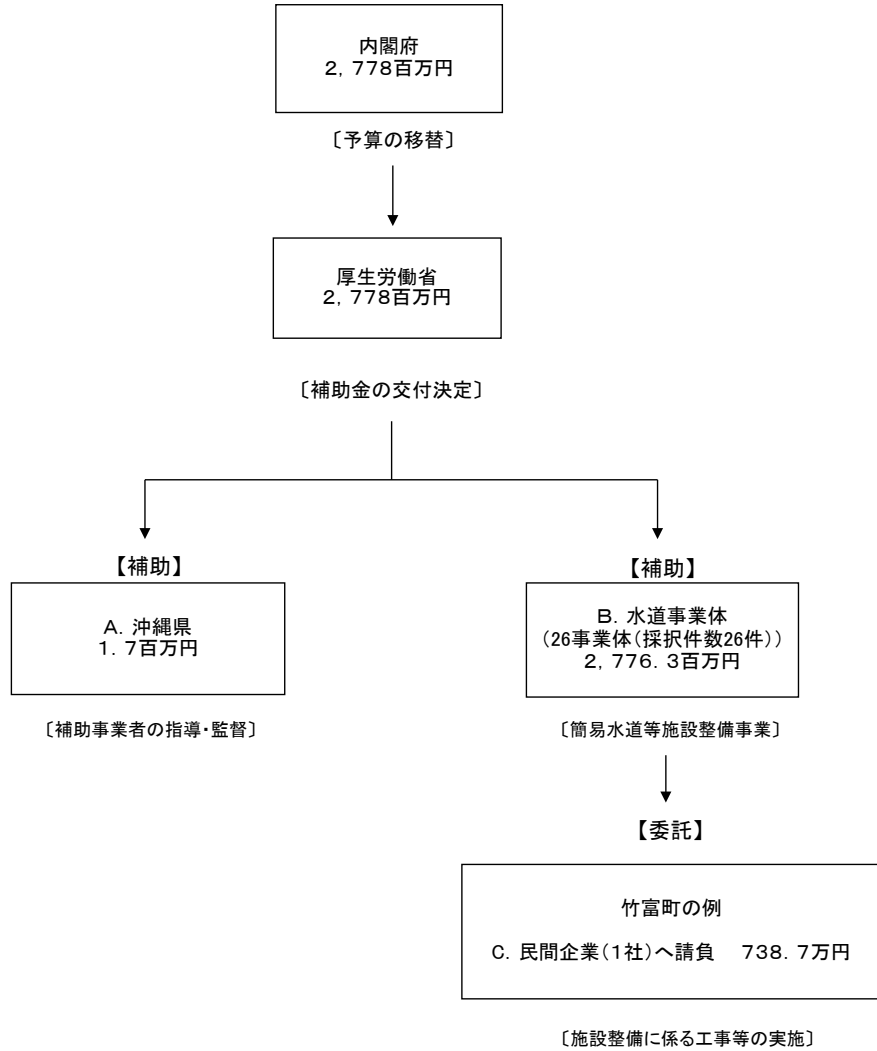 内閣府
２，７７８百万円
〔予算の移替〕
厚生労働省
２，７７８百万円
〔補助金の交付決定〕
【補助】
A．沖縄県
１．７百万円
〔補助事業者の指導・監督〕
【補助】
B．水道事業体
（26事業体（採択件数26件））
２，７７６．３百万円
〔簡易水道等施設整備事業〕
【委託】
竹富町の例
C．民間企業（1社）へ請負　７３８．７万円
〔施設整備に係る工事等の実施〕